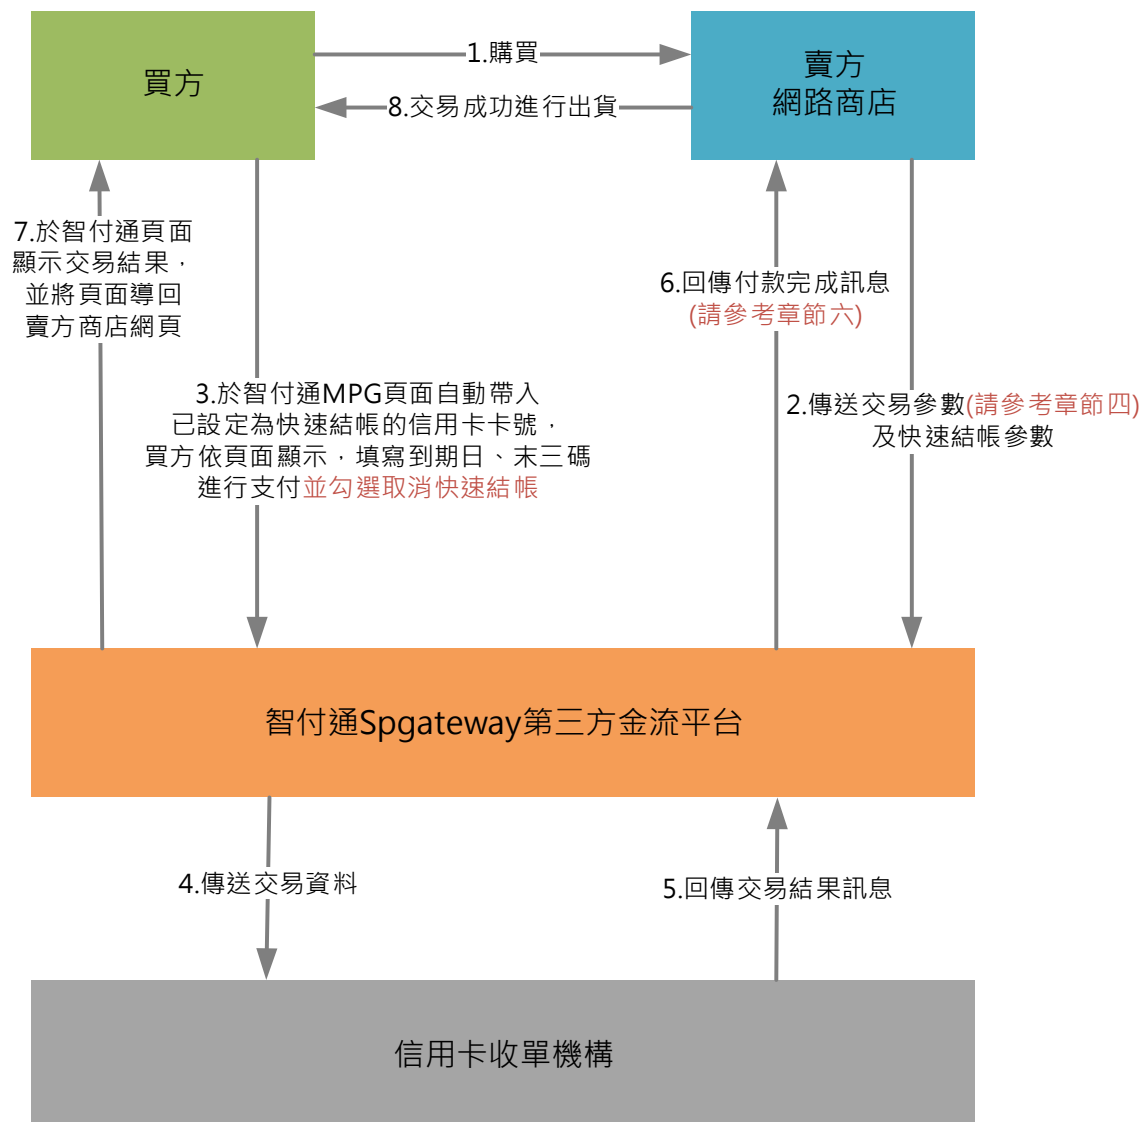 買方
1.購買
賣方
網路商店
8.交易成功進行出貨
7.於智付通頁面
顯示交易結果，
並將頁面導回
賣方商店網頁
6.回傳付款完成訊息
(請參考章節六)
3.於智付通MPG頁面自動帶入
已設定為快速結帳的信用卡卡號，
買方依頁面顯示，填寫到期日、末三碼
進行支付並勾選取消快速結帳
2.傳送交易參數(請參考章節四)
及快速結帳參數
智付通Spgateway第三方金流平台
4.傳送交易資料
5.回傳交易結果訊息
信用卡收單機構